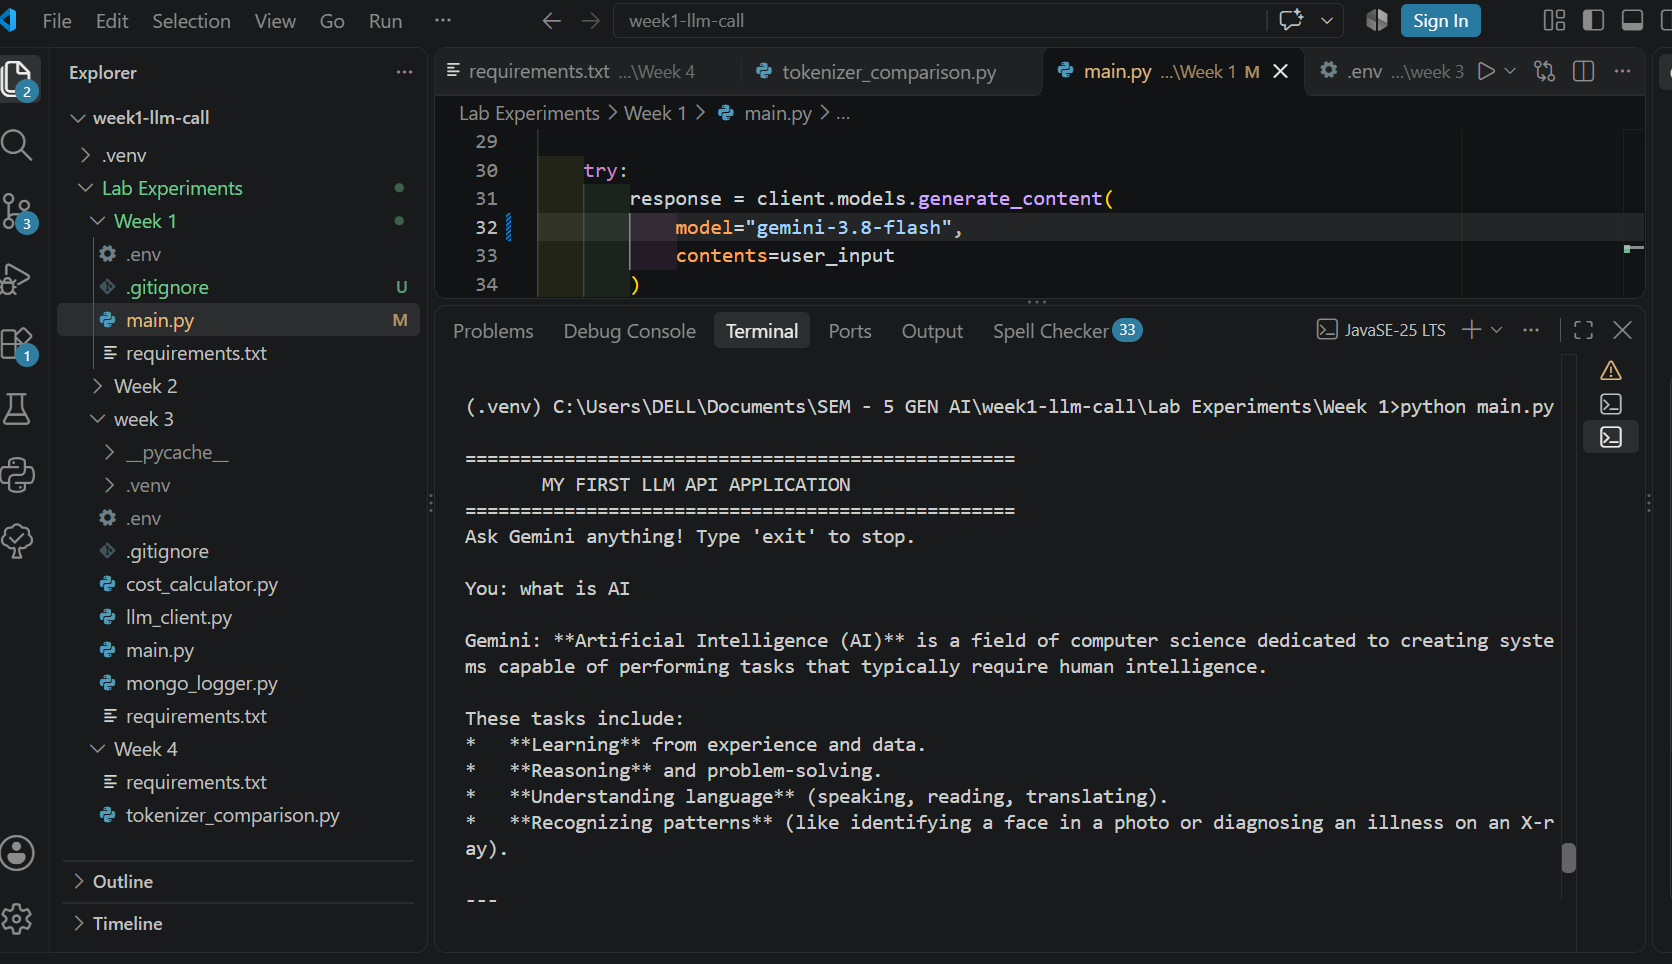 File Edit Selection View Go Run ...
week1-llm-call
Sign In
Explorer ...
2
3
1
week1-llm-call
.venv
Lab Experiments
Week 1
.env
.gitignore U
main.py M
requirements.txt
Week 2
week 3
__pycache__
.venv
.env
.gitignore
cost_calculator.py
llm_client.py
main.py
mongo_logger.py
requirements.txt
Week 4
requirements.txt
tokenizer_comparison.py
Outline
Timeline
requirements.txt ...\Week 4
tokenizer_comparison.py
main.py ...\Week 1 M
.env ...\week 3
Lab Experiments > Week 1 > main.py > ...
29
30 try:
31 response = client.models.generate_content(
32 model="gemini-3.8-flash",
33 contents=user_input
34 )
Problems Debug Console Terminal Ports Output Spell Checker 33
JavaSE-25 LTS
(.venv) C:\Users\DELL\Documents\SEM - 5 GEN AI\week1-llm-call\Lab Experiments\Week 1>python main.py
==================================================
MY FIRST LLM API APPLICATION
==================================================
Ask Gemini anything! Type 'exit' to stop.
You: what is AI
Gemini: **Artificial Intelligence (AI)** is a field of computer science dedicated to creating syste
ms capable of performing tasks that typically require human intelligence.
These tasks include:
* **Learning** from experience and data.
* **Reasoning** and problem-solving.
* **Understanding language** (speaking, reading, translating).
* **Recognizing patterns** (like identifying a face in a photo or diagnosing an illness on an X-r
ay).
---